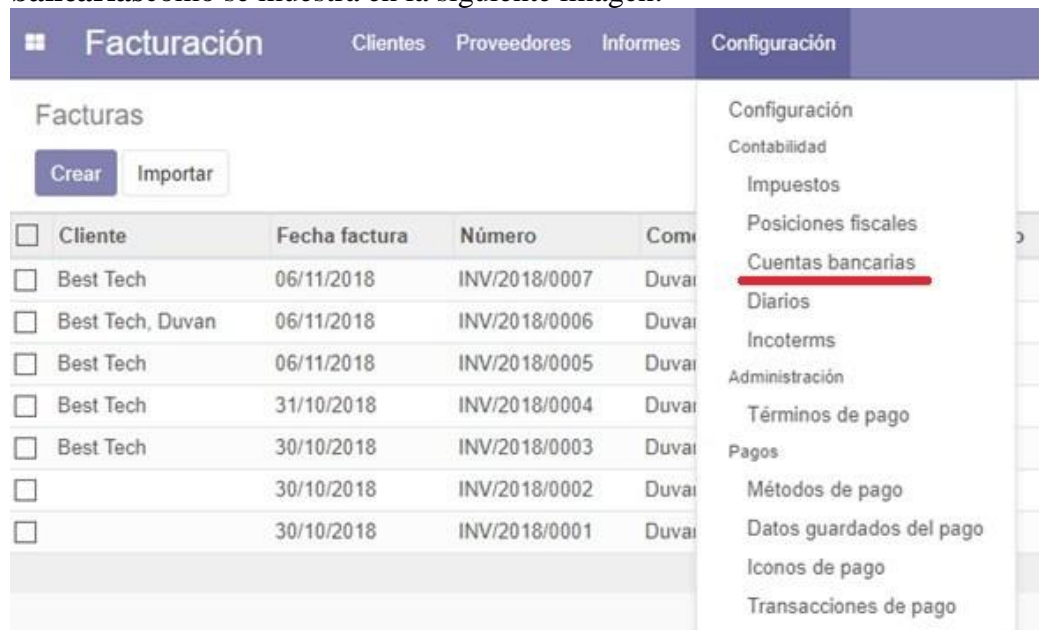 Facturación Clientes Proveedores Informes Configuración
Facturas
Crear Importar
Cliente Fecha factura Número
Best Tech 06/11/2018 INV/2018/0007
Best Tech, Duvan 06/11/2018 INV/2018/0006
Best Tech 06/11/2018 INV/2018/0005
Best Tech 31/10/2018 INV/2018/0004
Best Tech 30/10/2018 INV/2018/0003
30/10/2018 INV/2018/0002
30/10/2018 INV/2018/0001
Configuración
Contabilidad
Impuestos
Posiciones fiscales
Cuentas bancarias
Diarios
Incoterms
Administración
Términos de pago
Pagos
Métodos de pago
Datos guardados del pago
Iconos de pago
Transacciones de pago